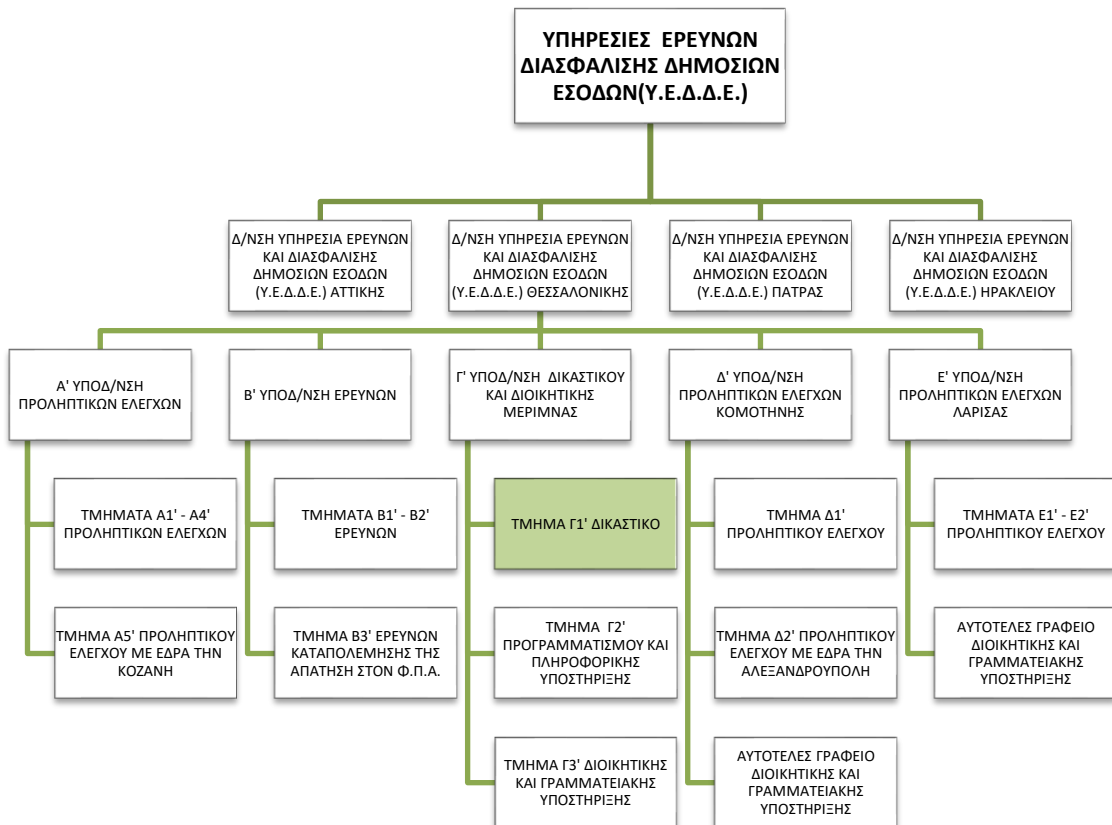 ΥΠΗΡΕΣΙΕΣ ΕΡΕΥΝΩΝ
ΔΙΑΣΦΑΛΙΣΗΣ ΔΗΜΟΣΙΩΝ
ΕΣΟΔΩΝ(Υ.Ε.Δ.Δ.Ε.)
Δ/ΝΣΗ ΥΠΗΡΕΣΙΑ ΕΡΕΥΝΩΝ
ΚΑΙ ΔΙΑΣΦΑΛΙΣΗΣ
ΔΗΜΟΣΙΩΝ ΕΣΟΔΩΝ
(Υ.Ε.Δ.Δ.Ε.) ΑΤΤΙΚΗΣ
Δ/ΝΣΗ ΥΠΗΡΕΣΙΑ ΕΡΕΥΝΩΝ
ΚΑΙ ΔΙΑΣΦΑΛΙΣΗΣ
ΔΗΜΟΣΙΩΝ ΕΣΟΔΩΝ
(Υ.Ε.Δ.Δ.Ε.) ΘΕΣΣΑΛΟΝΙΚΗΣ
Δ/ΝΣΗ ΥΠΗΡΕΣΙΑ ΕΡΕΥΝΩΝ
ΚΑΙ ΔΙΑΣΦΑΛΙΣΗΣ
ΔΗΜΟΣΙΩΝ ΕΣΟΔΩΝ
(Υ.Ε.Δ.Δ.Ε.) ΠΑΤΡΑΣ
Δ/ΝΣΗ ΥΠΗΡΕΣΙΑ ΕΡΕΥΝΩΝ
ΚΑΙ ΔΙΑΣΦΑΛΙΣΗΣ
ΔΗΜΟΣΙΩΝ ΕΣΟΔΩΝ
(Υ.Ε.Δ.Δ.Ε.) ΗΡΑΚΛΕΙΟΥ
Α' ΥΠΟΔ/ΝΣΗ
ΠΡΟΛΗΠΤΙΚΩΝ ΕΛΕΓΧΩΝ
Β' ΥΠΟΔ/ΝΣΗ ΕΡΕΥΝΩΝ
Γ' ΥΠΟΔ/ΝΣΗ ΔΙΚΑΣΤΙΚΟΥ
ΚΑΙ ΔΙΟΙΚΗΤΙΚΗΣ
ΜΕΡΙΜΝΑΣ
Δ' ΥΠΟΔ/ΝΣΗ
ΠΡΟΛΗΠΤΙΚΩΝ ΕΛΕΓΧΩΝ
ΚΟΜΟΤΗΝΗΣ
Ε' ΥΠΟΔ/ΝΣΗ
ΠΡΟΛΗΠΤΙΚΩΝ ΕΛΕΓΧΩΝ
ΛΑΡΙΣΑΣ
ΤΜΗΜΑΤΑ Α1' - Α4'
ΠΡΟΛΗΠΤΙΚΩΝ ΕΛΕΓΧΩΝ
ΤΜΗΜΑΤΑ Β1' - Β2'
ΕΡΕΥΝΩΝ
ΤΜΗΜΑ Γ1' ΔΙΚΑΣΤΙΚΟ
ΤΜΗΜΑ Δ1'
ΠΡΟΛΗΠΤΙΚΟΥ ΕΛΕΓΧΟΥ
ΤΜΗΜΑΤΑ Ε1' - Ε2'
ΠΡΟΛΗΠΤΙΚΟΥ ΕΛΕΓΧΟΥ
ΤΜΗΜΑ Α5' ΠΡΟΛΗΠΤΙΚΟΥ
ΕΛΕΓΧΟΥ ΜΕ ΕΔΡΑ ΤΗΝ
ΚΟΖΑΝΗ
ΤΜΗΜΑ Β3' ΕΡΕΥΝΩΝ
ΚΑΤΑΠΟΛΕΜΗΣΗΣ ΤΗΣ
ΑΠΑΤΗΣΗ ΣΤΟΝ Φ.Π.Α.
ΤΜΗΜΑ Γ2'
ΠΡΟΓΡΑΜΜΑΤΙΣΜΟΥ ΚΑΙ
ΠΛΗΡΟΦΟΡΙΚΗΣ
ΥΠΟΣΤΗΡΙΞΗΣ
ΤΜΗΜΑ Δ2' ΠΡΟΛΗΠΤΙΚΟΥ
ΕΛΕΓΧΟΥ ΜΕ ΕΔΡΑ ΤΗΝ
ΑΛΕΞΑΝΔΡΟΥΠΟΛΗ
ΑΥΤΟΤΕΛΕΣ ΓΡΑΦΕΙΟ
ΔΙΟΙΚΗΤΙΚΗΣ ΚΑΙ
ΓΡΑΜΜΑΤΕΙΑΚΗΣ
ΥΠΟΣΤΗΡΙΞΗΣ
ΤΜΗΜΑ Γ3' ΔΙΟΙΚΗΤΙΚΗΣ
ΚΑΙ ΓΡΑΜΜΑΤΕΙΑΚΗΣ
ΥΠΟΣΤΗΡΙΞΗΣ
ΑΥΤΟΤΕΛΕΣ ΓΡΑΦΕΙΟ
ΔΙΟΙΚΗΤΙΚΗΣ ΚΑΙ
ΓΡΑΜΜΑΤΕΙΑΚΗΣ
ΥΠΟΣΤΗΡΙΞΗΣ